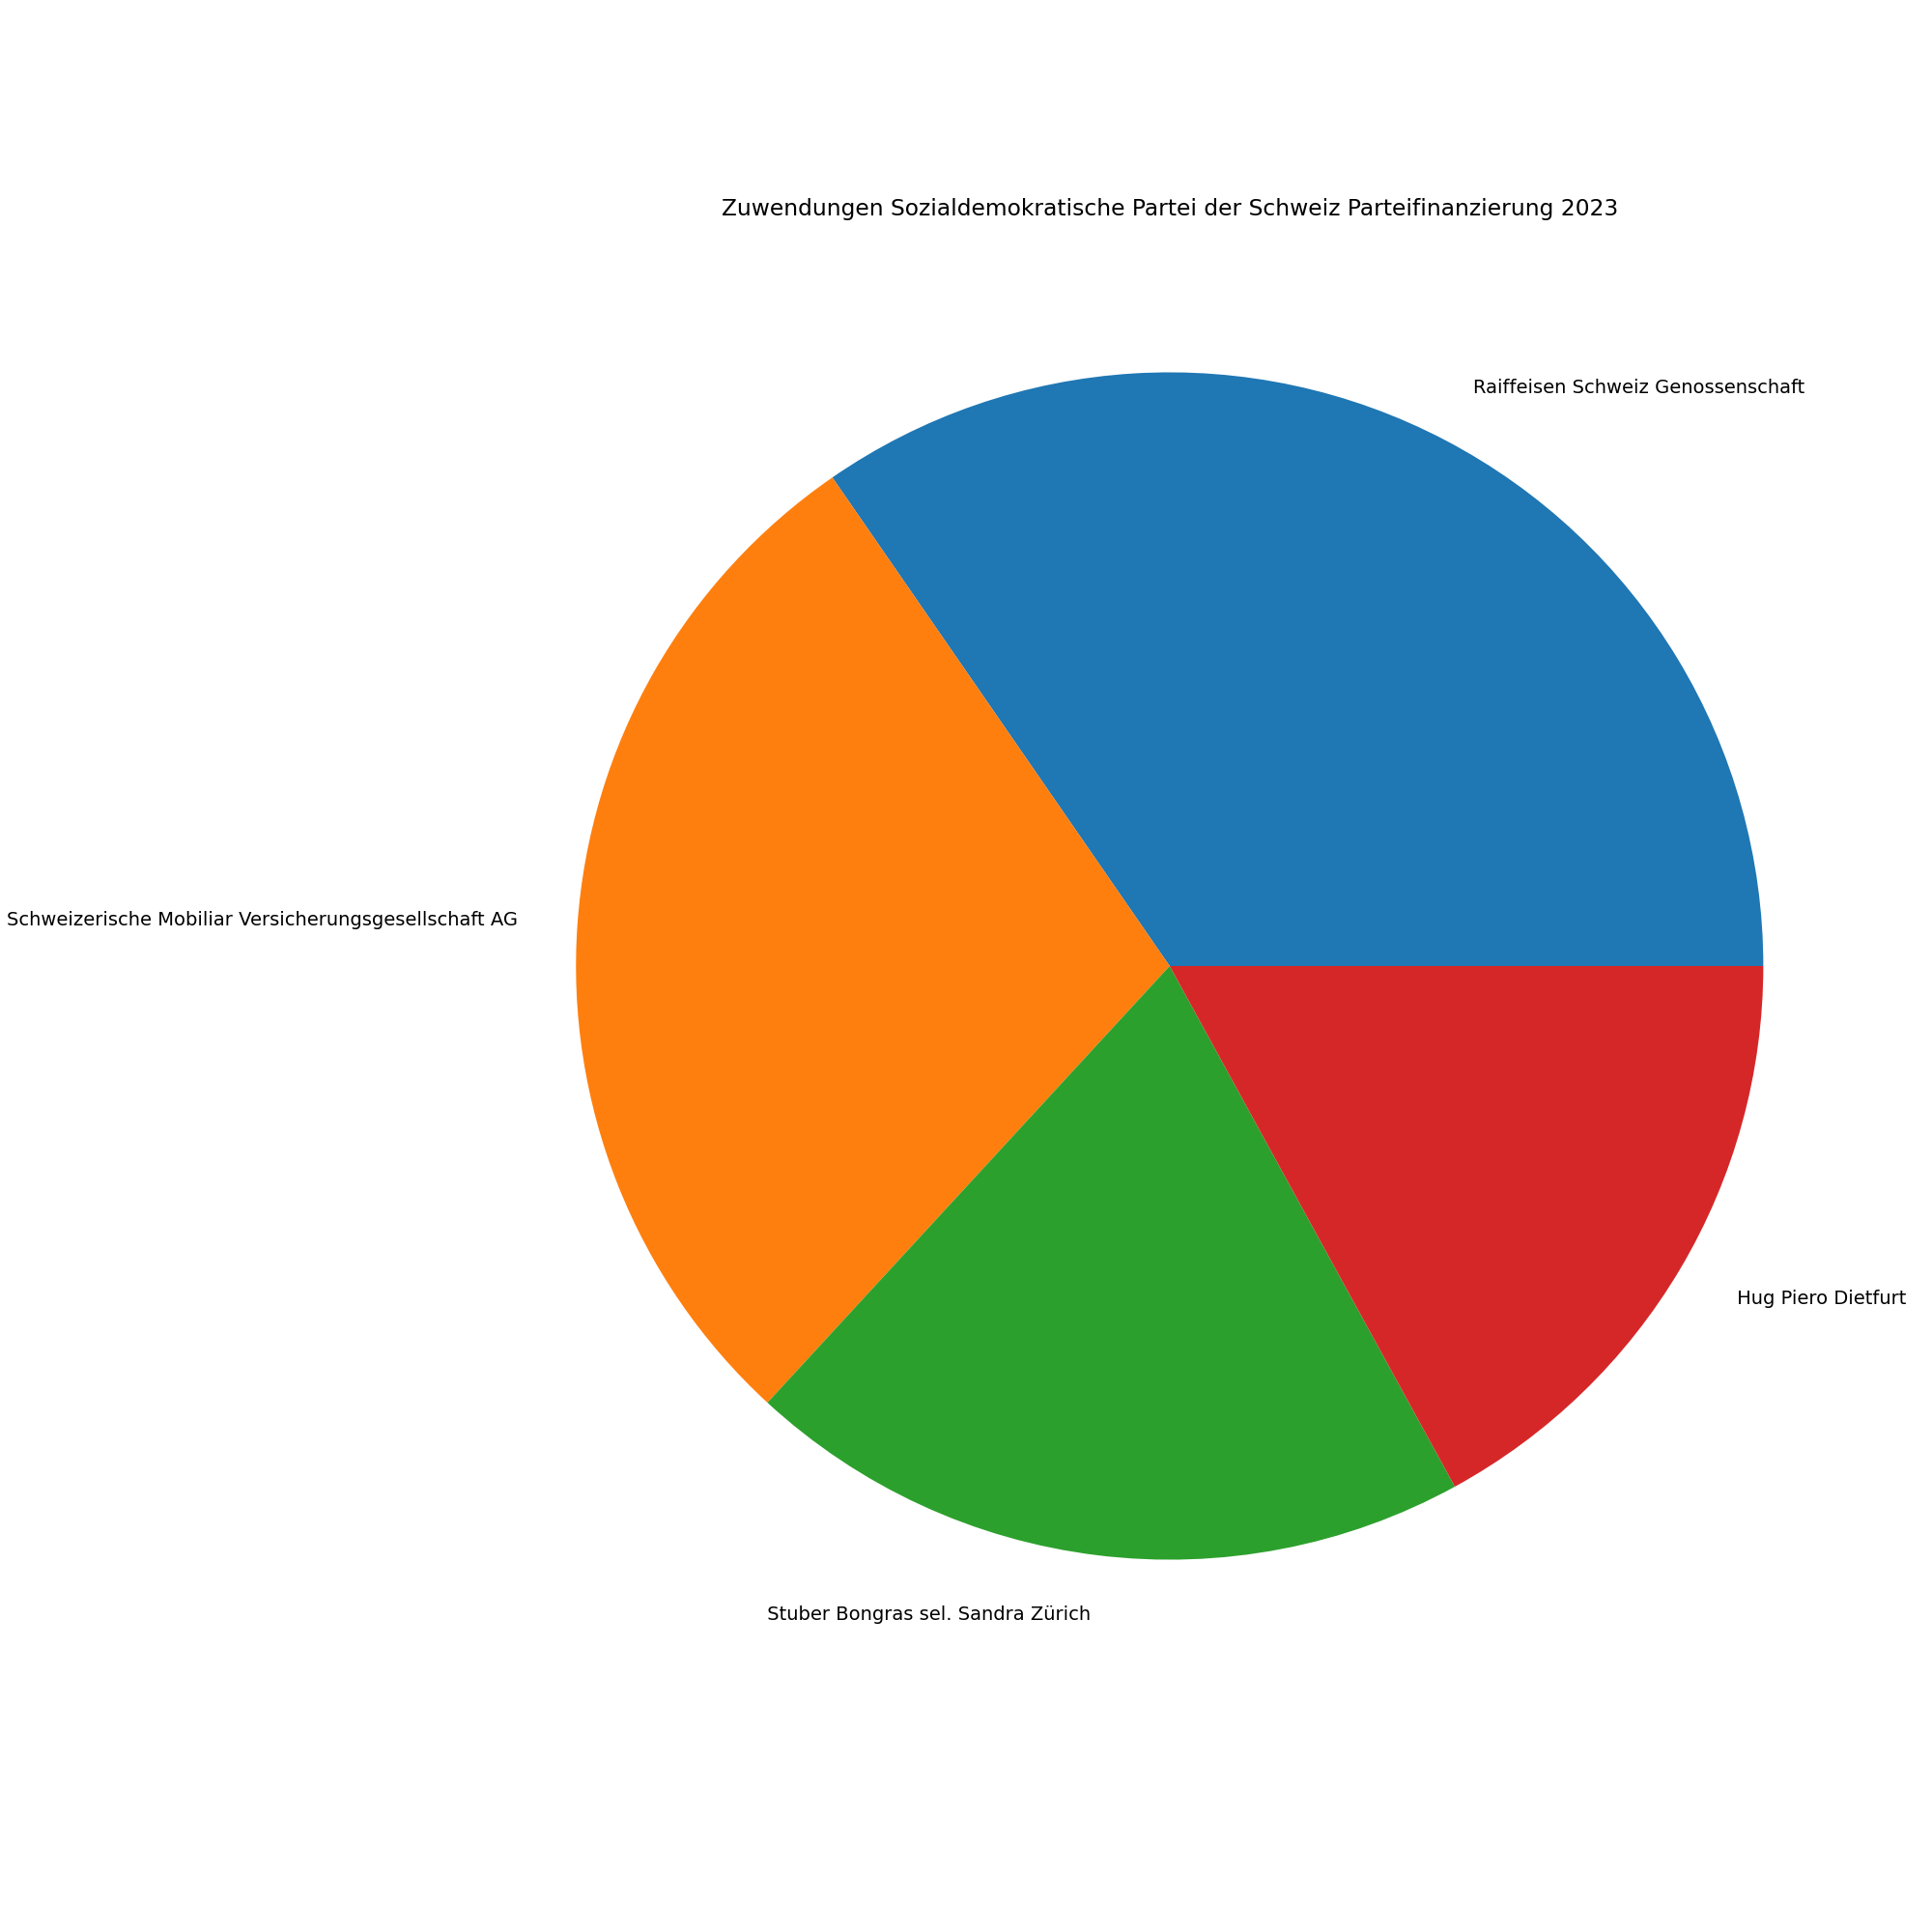 Zuwendungen Sozialdemokratische Partei der Schweiz Parteifinanzierung 2023
Raiffeisen Schweiz Genossenschaft
Schweizerische Mobiliar Versicherungsgesellschaft AG
Hug Piero Dietfurt
Stuber Bongras sel. Sandra Zürich